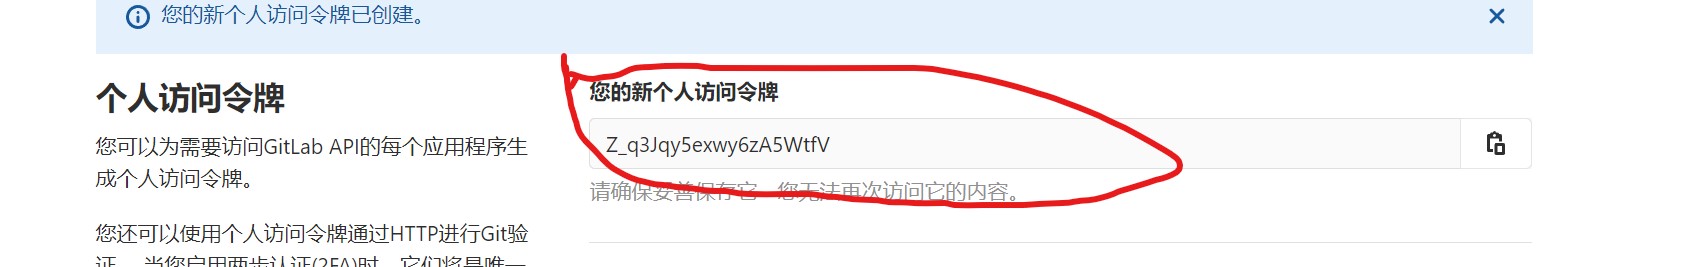 您的新个人访问令牌已创建。
个人访问令牌
您可以为需要访问GitLab API的每个应用程序生
成个人访问令牌。
您还可以使用个人访问令牌通过HTTP进行Git验
证。 当您启用两步认证(2FA)时，它们将是唯一
您的新个人访问令牌
Z_q3Jqy5exwy6zA5WtfV
请确保妥善保存它 - 您无法再次访问它的内容。